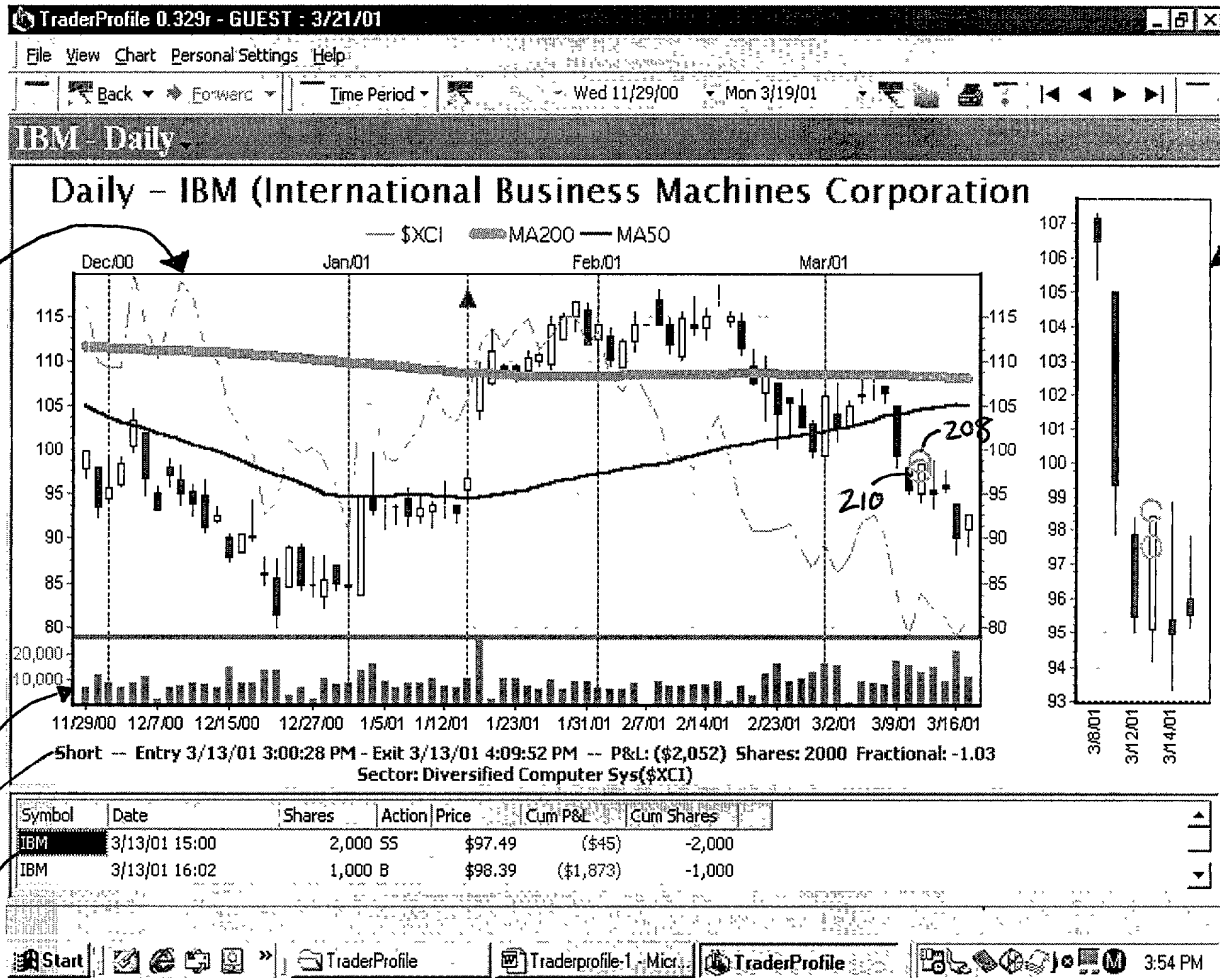 TraderProfile 0.329r - GUEST : 3/21/01
File View Chart Personal Settings Help
Back Forward Time Period Wed 11/29/00 Mon 3/19/01
IBM - Daily
Daily – IBM (International Business Machines Corporation
$XCI MA200 MA50
Dec/00 Jan/01 Feb/01 Mar/01
115 115
110 110
105 105
100 100
95 95
90 90
85 85
80 80
208
210
20,000
10,000
11/29/00 12/7/00 12/15/00 12/27/00 1/5/01 1/12/01 1/23/01 1/31/01 2/7/01 2/14/01 2/23/01 3/2/01 3/9/01 3/16/01
107
106
105
104
103
102
101
100
99
98
97
96
95
94
93
3/8/01 3/12/01 3/14/01
Short -- Entry 3/13/01 3:00:28 PM - Exit 3/13/01 4:09:52 PM -- P&L: ($2,052) Shares: 2000 Fractional: -1.03
Sector: Diversified Computer Sys($XCI)
Symbol Date Shares Action Price Cum P&L Cum Shares
IBM 3/13/01 15:00 2,000 SS $97.49 ($45) -2,000
IBM 3/13/01 16:02 1,000 B $98.39 ($1,873) -1,000
Start TraderProfile Traderprofile-1 - Micr... TraderProfile 3:54 PM